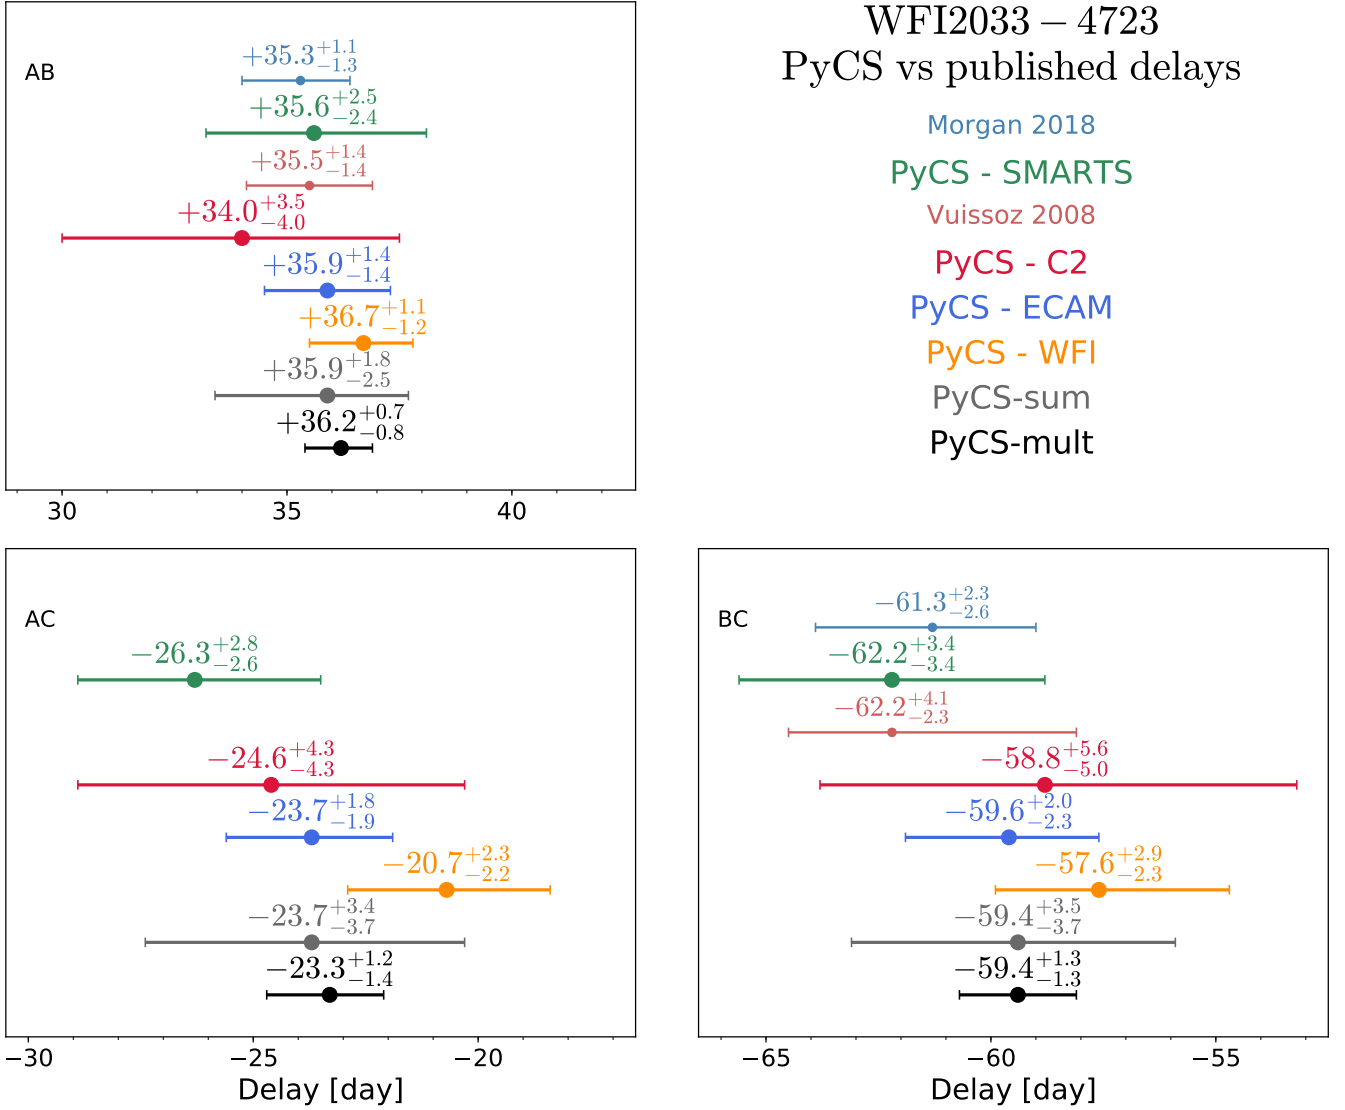 WFI2033 − 4723
PyCS vs published delays
Morgan 2018
PyCS - SMARTS
Vuissoz 2008
PyCS - C2
PyCS - ECAM
PyCS - WFI
PyCS-sum
PyCS-mult
AB
+35.3 +1.1 −1.3
+35.6 +2.5 −2.4
+35.5 +1.4 −1.4
+34.0 +3.5 −4.0
+35.9 +1.4 −1.4
+36.7 +1.1 −1.2
+35.9 +1.8 −2.5
+36.2 +0.7 −0.8
30 35 40
AC
−26.3 +2.8 −2.6
−24.6 +4.3 −4.3
−23.7 +1.8 −1.9
−20.7 +2.3 −2.2
−23.7 +3.4 −3.7
−23.3 +1.2 −1.4
−30 −25 −20
Delay [day]
BC
−61.3 +2.3 −2.6
−62.2 +3.4 −3.4
−62.2 +4.1 −2.3
−58.8 +5.6 −5.0
−59.6 +2.0 −2.3
−57.6 +2.9 −2.3
−59.4 +3.5 −3.7
−59.4 +1.3 −1.3
−65 −60 −55
Delay [day]